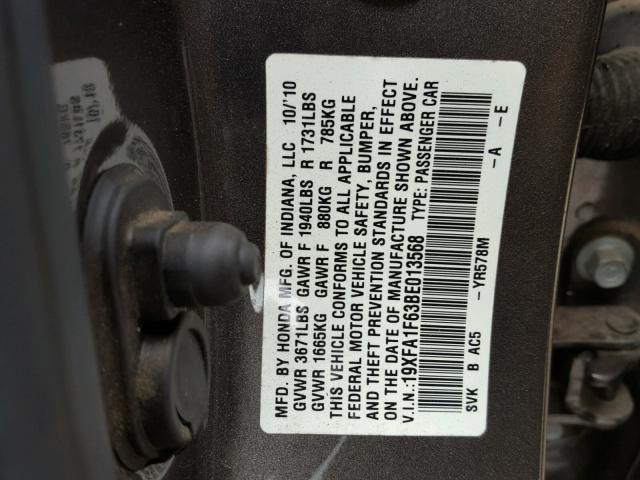 MFD. BY HONDA MFG. OF INDIANA, LLC 10/'10
GVWR 3671LBS GAWR F 1940LBS R 1731LBS
GVWR 1665KG GAWR F 880KG R 785KG
THIS VEHICLE CONFORMS TO ALL APPLICABLE
FEDERAL MOTOR VEHICLE SAFETY, BUMPER,
AND THEFT PREVENTION STANDARDS IN EFFECT
ON THE DATE OF MANUFACTURE SHOWN ABOVE.
V.I.N.:19XFA1F63BE013568 TYPE: PASSENGER CAR
SVK B AC5 -YR578M -A -E